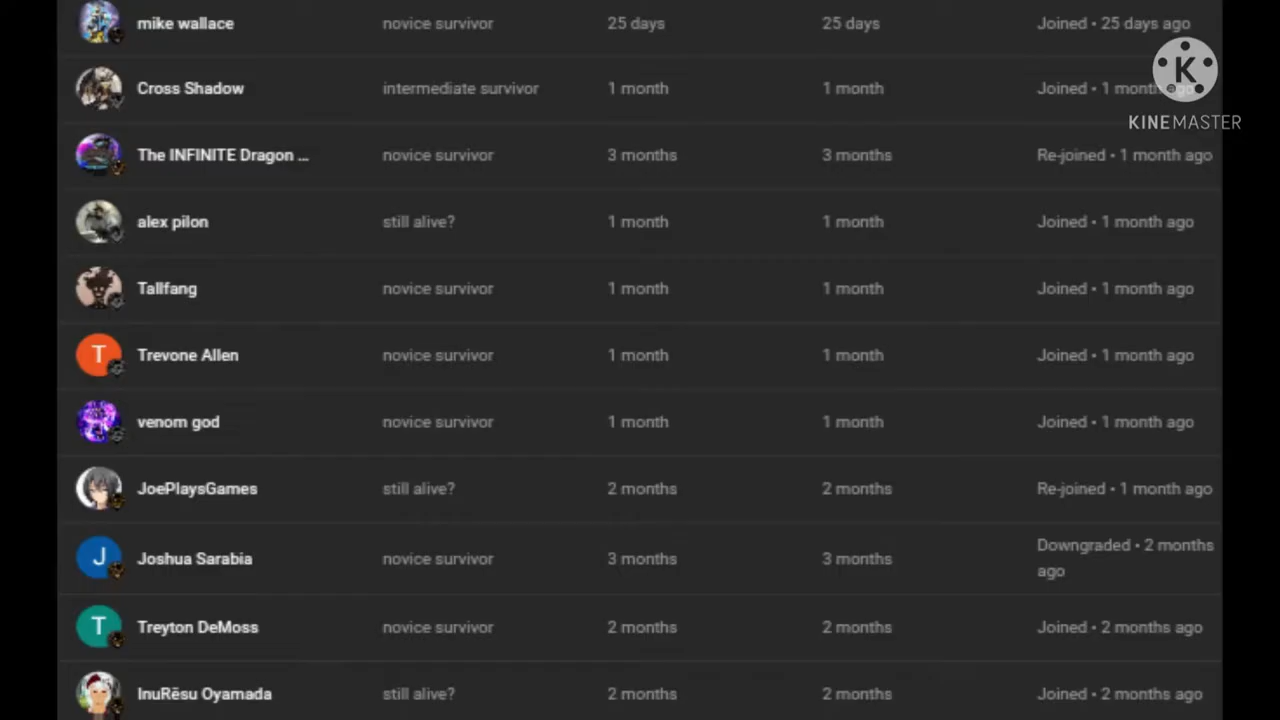 mike wallace novice survivor 25 days 25 days Joined • 25 days ago
Cross Shadow intermediate survivor 1 month 1 month Joined • 1 month ago
K
KINEMASTER
The INFINITE Dragon ... novice survivor 3 months 3 months Re-joined • 1 month ago
alex pilon still alive? 1 month 1 month Joined • 1 month ago
Tallfang novice survivor 1 month 1 month Joined • 1 month ago
T Trevone Allen novice survivor 1 month 1 month Joined • 1 month ago
venom god novice survivor 1 month 1 month Joined • 1 month ago
JoePlaysGames still alive? 2 months 2 months Re-joined • 1 month ago
J Joshua Sarabia novice survivor 3 months 3 months Downgraded • 2 months
ago
T Treyton DeMoss novice survivor 2 months 2 months Joined • 2 months ago
InuRēsu Oyamada still alive? 2 months 2 months Joined • 2 months ago